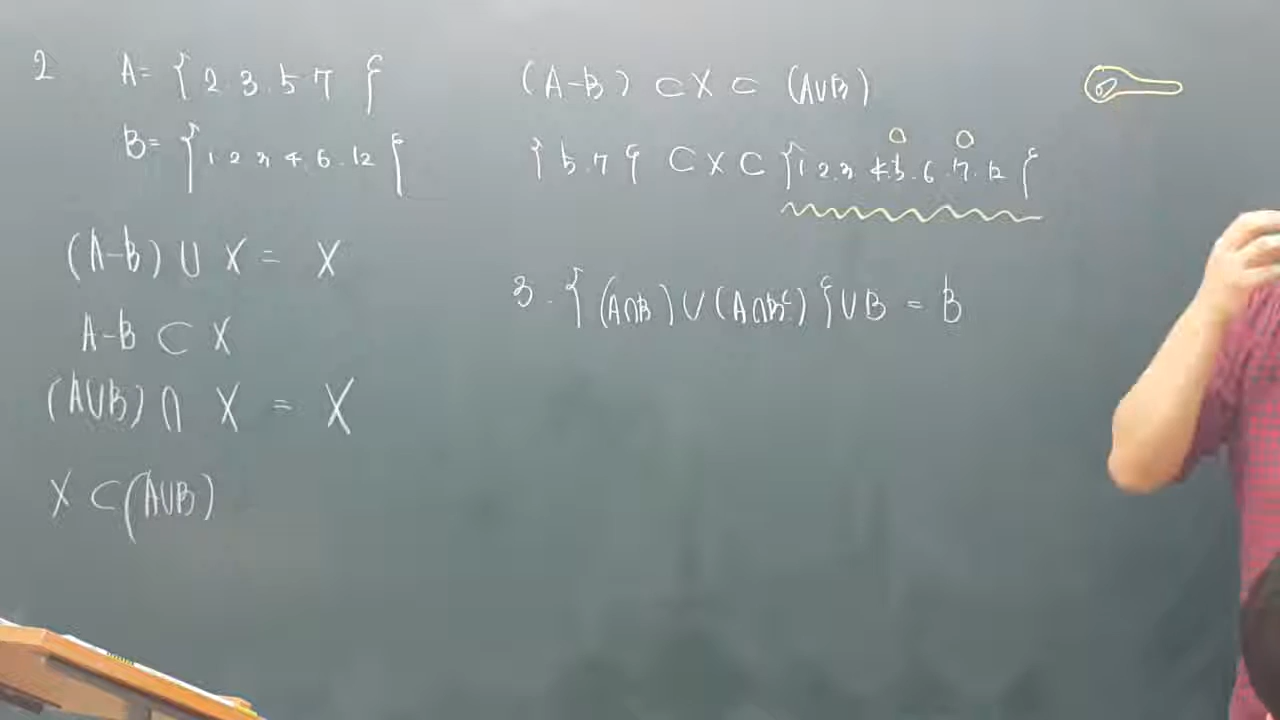 2 A = {2. 3. 5. 7}
B = {1. 2. 3. 4. 6. 12}
(A-B) ∪ X = X
A-B ⊂ X
(A∪B) ∩ X = X
X ⊂ (A∪B)
(A-B) ⊂ X ⊂ (A∪B)
{5. 7} ⊂ X ⊂ {1. 2. 3. 4. 5. 6. 7. 12}
3. {(A∩B) ∪ (A∩Bᶜ)} ∪ B = B